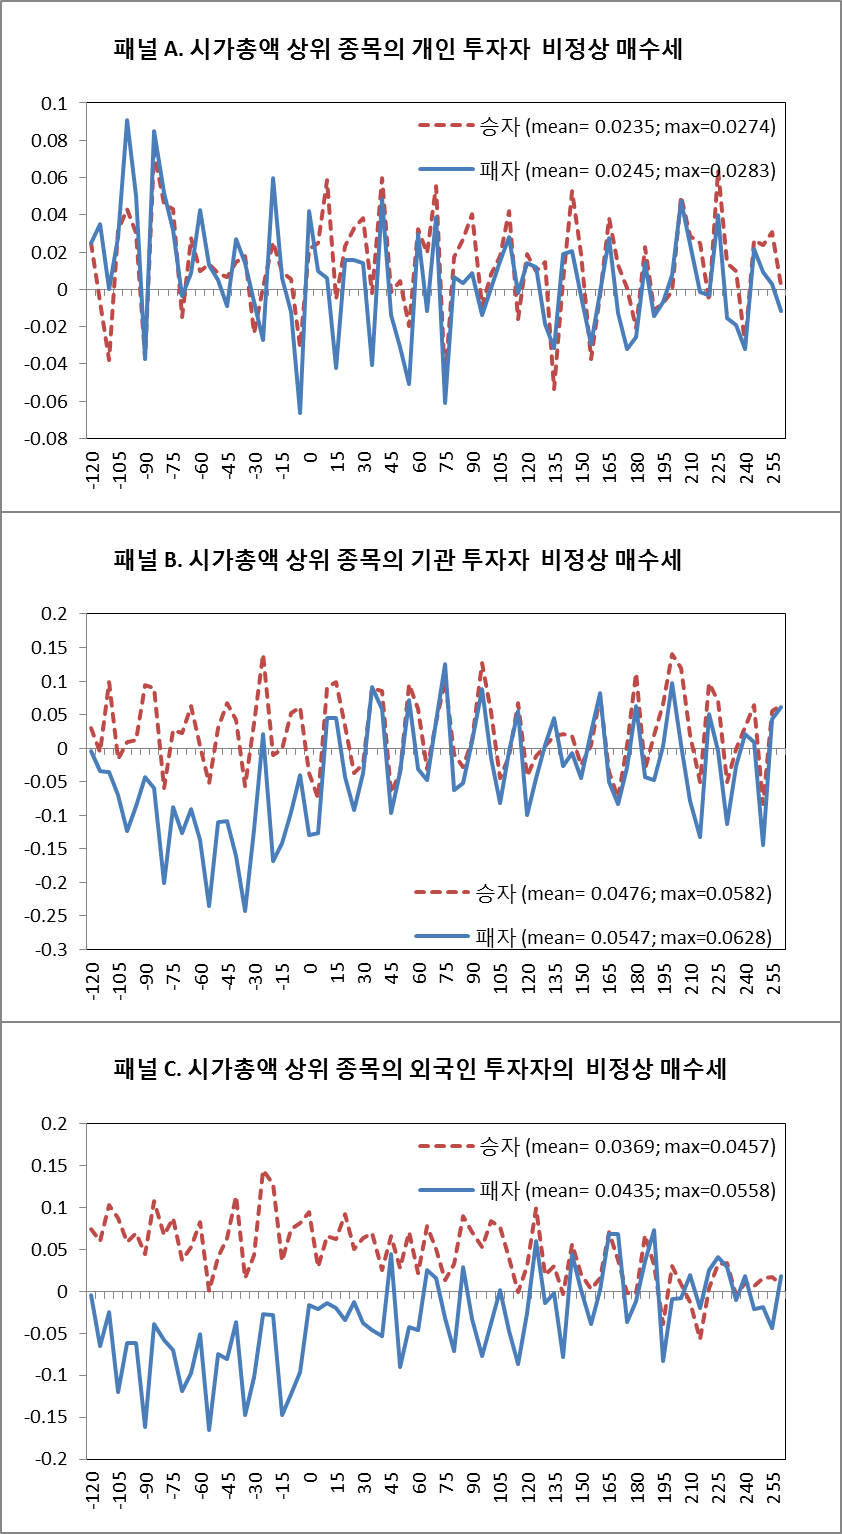 패널 A. 시가총액 상위 종목의 개인 투자자 비정상 매수세
0.1
0.08
0.06
0.04
0.02
0
-0.02
-0.04
-0.06
-0.08
승자 (mean= 0.0235; max=0.0274)
패자 (mean= 0.0245; max=0.0283)
-120 -105 -90 -75 -60 -45 -30 -15 0 15 30 45 60 75 90 105 120 135 150 165 180 195 210 225 240 255
패널 B. 시가총액 상위 종목의 기관 투자자 비정상 매수세
0.2
0.15
0.1
0.05
0
-0.05
-0.1
-0.15
-0.2
-0.25
-0.3
승자 (mean= 0.0476; max=0.0582)
패자 (mean= 0.0547; max=0.0628)
-120 -105 -90 -75 -60 -45 -30 -15 0 15 30 45 60 75 90 105 120 135 150 165 180 195 210 225 240 255
패널 C. 시가총액 상위 종목의 외국인 투자자의 비정상 매수세
0.2
0.15
0.1
0.05
0
-0.05
-0.1
-0.15
-0.2
승자 (mean= 0.0369; max=0.0457)
패자 (mean= 0.0435; max=0.0558)
-120 -105 -90 -75 -60 -45 -30 -15 0 15 30 45 60 75 90 105 120 135 150 165 180 195 210 225 240 255